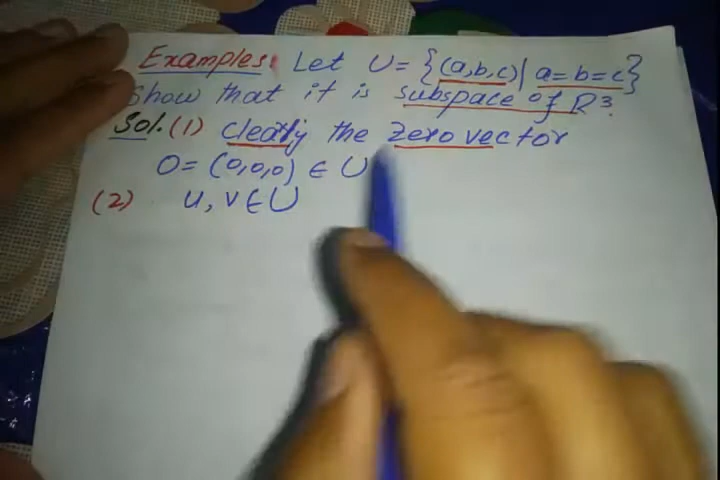 Examples: Let U = {(a,b,c) | a=b=c}
Show that it is subspace of R³.
Sol. (1) Clearly the Zero vector
0 = (0,0,0) ∈ U
(2) u, v ∈ U